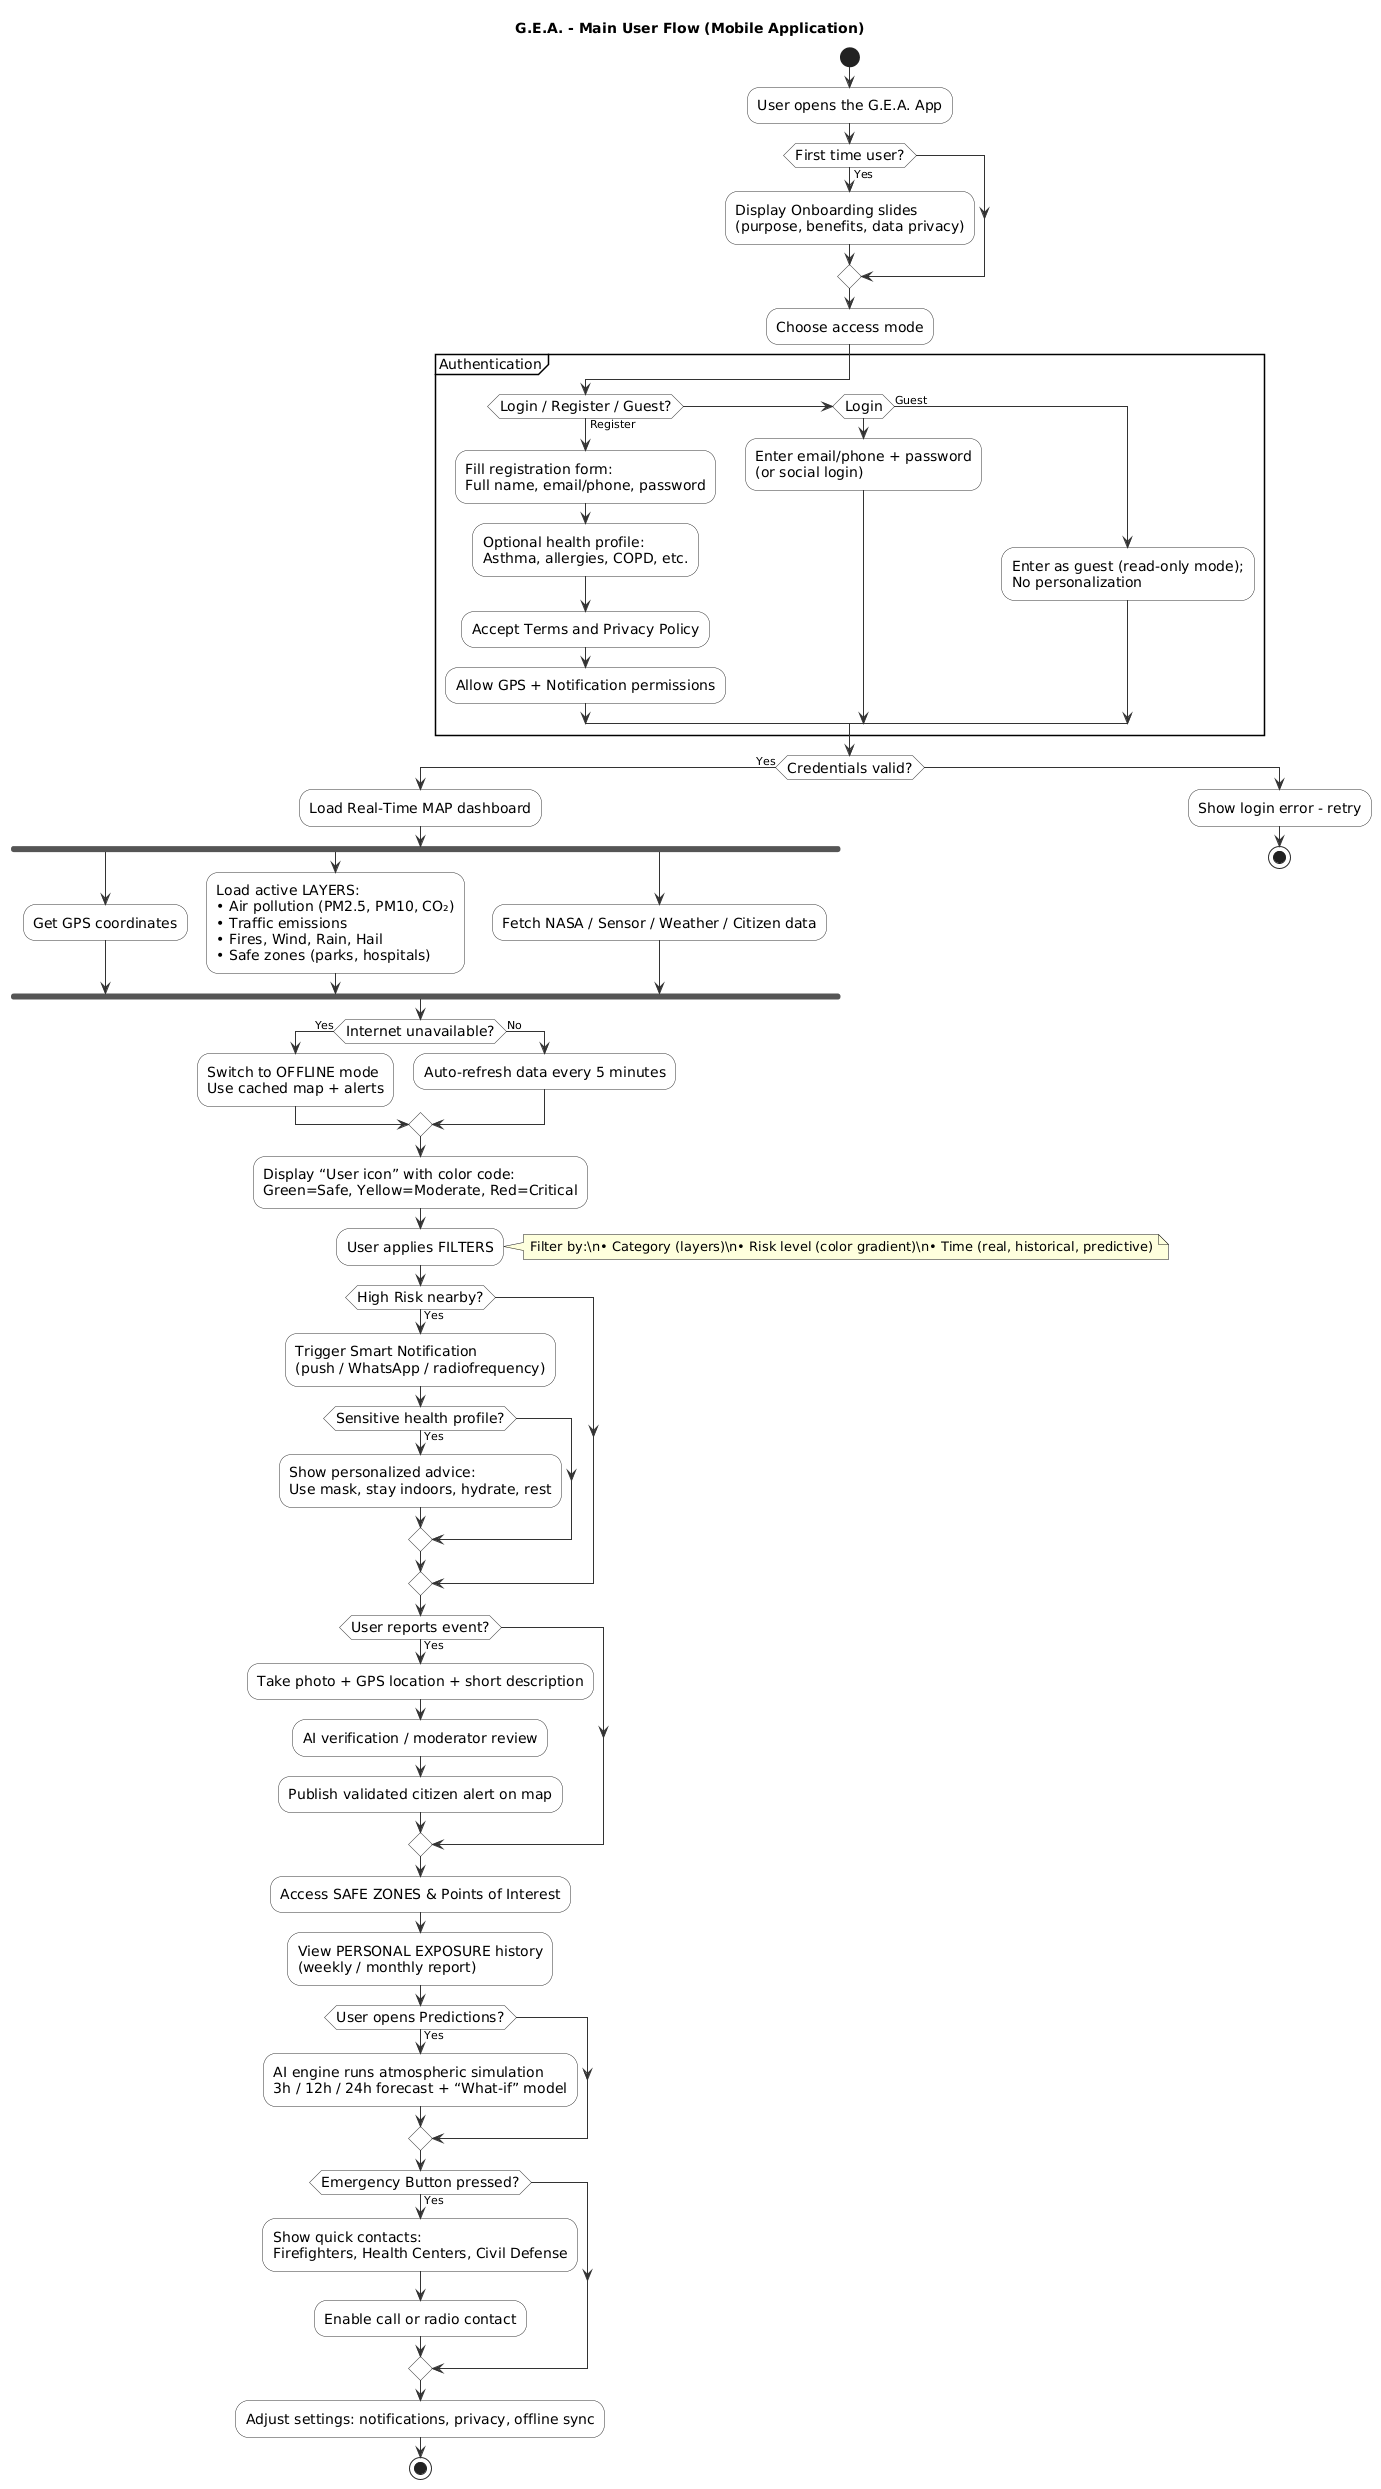 G.E.A. - Main User Flow (Mobile Application)
User opens the G.E.A. App
First time user?
Yes
Display Onboarding slides
(purpose, benefits, data privacy)
Choose access mode
Authentication
Login / Register / Guest?
Register
Login
Guest
Fill registration form:
Full name, email/phone, password
Optional health profile:
Asthma, allergies, COPD, etc.
Accept Terms and Privacy Policy
Allow GPS + Notification permissions
Enter email/phone + password
(or social login)
Enter as guest (read-only mode);
No personalization
Credentials valid?
Yes
Load Real-Time MAP dashboard
Show login error - retry
Get GPS coordinates
Load active LAYERS:
• Air pollution (PM2.5, PM10, CO₂)
• Traffic emissions
• Fires, Wind, Rain, Hail
• Safe zones (parks, hospitals)
Fetch NASA / Sensor / Weather / Citizen data
Internet unavailable?
Yes
No
Switch to OFFLINE mode
Use cached map + alerts
Auto-refresh data every 5 minutes
Display “User icon” with color code:
Green=Safe, Yellow=Moderate, Red=Critical
User applies FILTERS
Filter by:\n• Category (layers)\n• Risk level (color gradient)\n• Time (real, historical, predictive)
High Risk nearby?
Yes
Trigger Smart Notification
(push / WhatsApp / radiofrequency)
Sensitive health profile?
Yes
Show personalized advice:
Use mask, stay indoors, hydrate, rest
User reports event?
Yes
Take photo + GPS location + short description
AI verification / moderator review
Publish validated citizen alert on map
Access SAFE ZONES & Points of Interest
View PERSONAL EXPOSURE history
(weekly / monthly report)
User opens Predictions?
Yes
AI engine runs atmospheric simulation
3h / 12h / 24h forecast + “What-if” model
Emergency Button pressed?
Yes
Show quick contacts:
Firefighters, Health Centers, Civil Defense
Enable call or radio contact
Adjust settings: notifications, privacy, offline sync